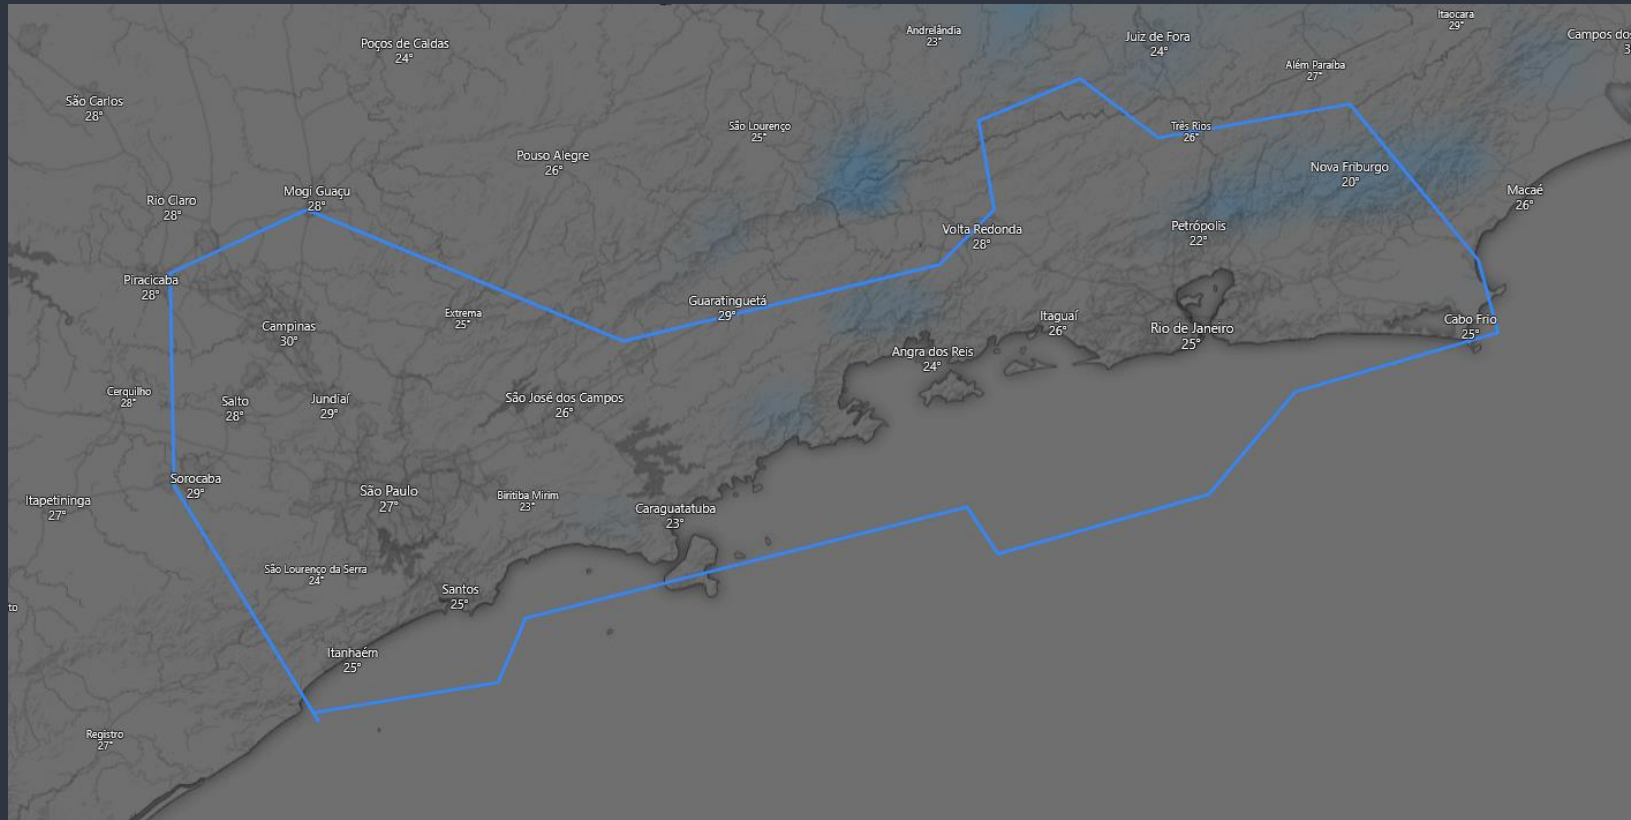 Itaocara
29°
Andrelândia
23°
Juiz de Fora
24°
Campos dos
3
Poços de Caldas
24°
Além Paraíba
27°
São Carlos
28°
São Lourenço
25°
Três Rios
26°
Pouso Alegre
26°
Nova Friburgo
20°
Mogi Guaçu
28°
Macaé
26°
Rio Claro
28°
Petrópolis
22°
Volta Redonda
28°
Piracicaba
28°
Guaratinguetá
29°
Extrema
25°
Itaguaí
26°
Cabo Frio
25°
Campinas
30°
Rio de Janeiro
25°
Angra dos Reis
24°
Cerquilho
28°
Salto
28°
Jundiaí
29°
São José dos Campos
26°
Sorocaba
29°
São Paulo
27°
Biritiba Mirim
23°
Itapetininga
27°
Caraguatatuba
23°
São Lourenço da Serra
24°
Santos
25°
to
Itanhaém
25°
Registro
27°